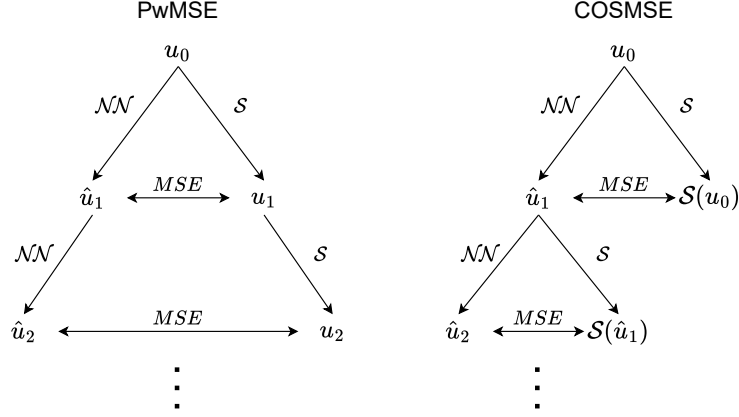 PwMSE
COSMSE
u₀
u₀
𝒩𝒩
𝒮
𝒩𝒩
𝒮
û₁
MSE
u₁
û₁
MSE
𝒮(u₀)
𝒩𝒩
𝒮
𝒩𝒩
𝒮
û₂
MSE
u₂
û₂
MSE
𝒮(û₁)